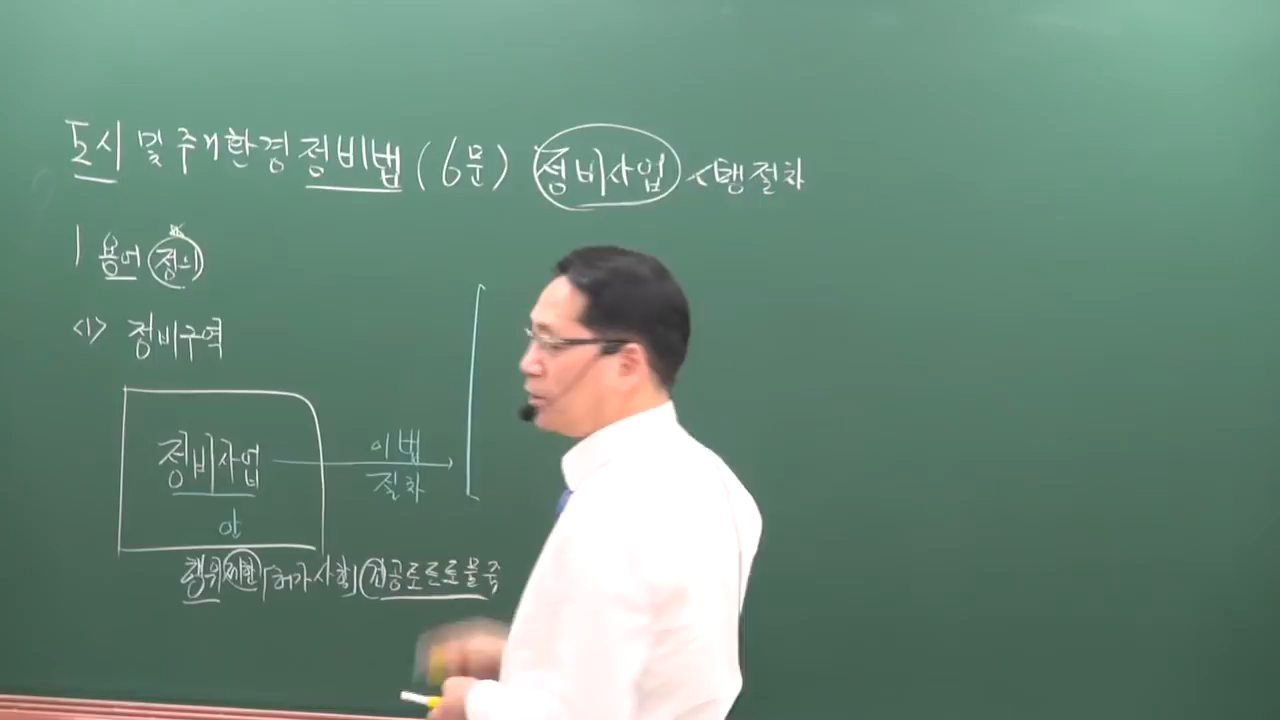 도시 및 주거환경 정비법 (6문) 정비사업 시행절차
1 용어 정의
<1> 정비구역
정비사업
이법
절차
안
행위제한 「허가사항」 건공토토토물죽